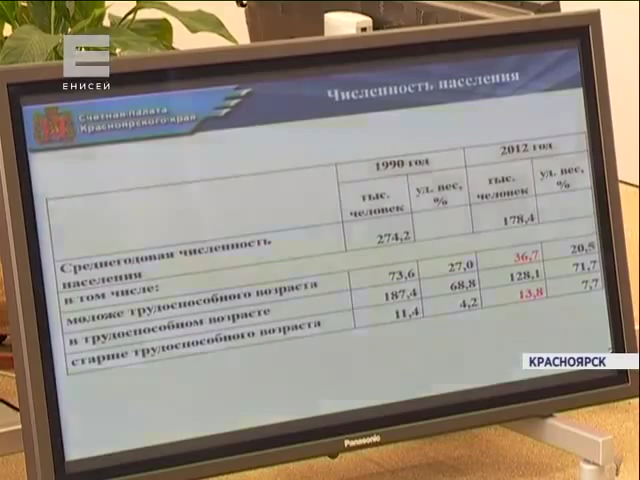 ЕНИСЕЙ
Счетная палата
Красноярского края
Численность населения
1990 год 2012 год
тыс. человек уд. вес, % тыс. человек уд. вес, %
Среднегодовая численность населения 274,2 178,4
в том числе:
моложе трудоспособного возраста 73,6 27,0 36,7 20,5
в трудоспособном возрасте 187,4 68,8 128,1 71,7
старше трудоспособного возраста 11,4 4,2 13,8 7,7
КРАСНОЯРСК
Panasonic